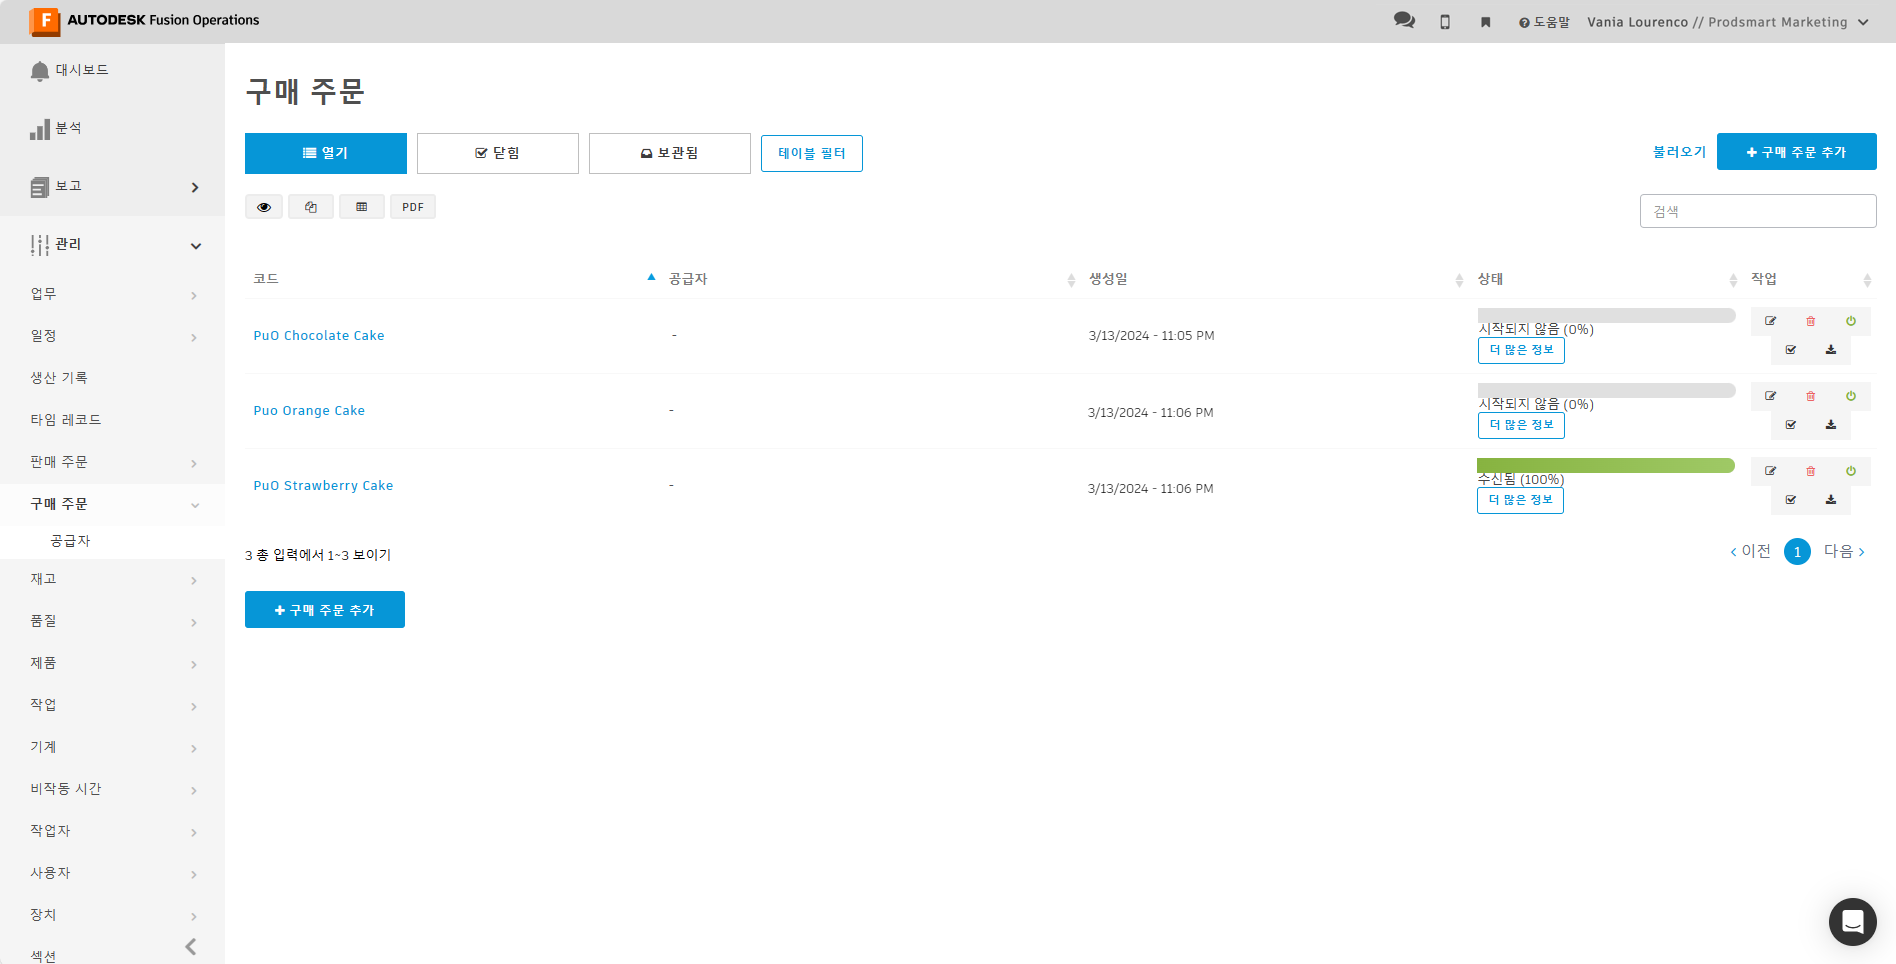 AUTODESK Fusion Operations
도움말
Vania Lourenco // Prodsmart Marketing
대시보드
분석
보고
관리
업무
일정
생산 기록
타임 레코드
판매 주문
구매 주문
공급자
재고
품질
제품
작업
기계
비작동 시간
작업자
사용자
장치
섹션
구매 주문
열기
닫힘
보관됨
테이블 필터
불러오기
구매 주문 추가
PDF
검색
코드 공급자 생성일 상태 작업
PuO Chocolate Cake - 3/13/2024 - 11:05 PM 시작되지 않음 (0%)
더 많은 정보
Puo Orange Cake - 3/13/2024 - 11:06 PM 시작되지 않음 (0%)
더 많은 정보
PuO Strawberry Cake - 3/13/2024 - 11:06 PM 수신됨 (100%)
더 많은 정보
3 총 입력에서 1~3 보이기
이전 1 다음
구매 주문 추가